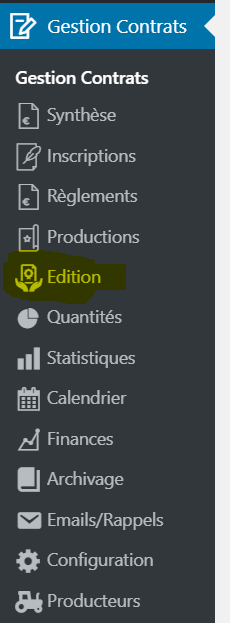 Gestion Contrats
Gestion Contrats
Synthèse
Inscriptions
Règlements
Productions
Edition
Quantités
Statistiques
Calendrier
Finances
Archivage
Emails/Rappels
Configuration
Producteurs